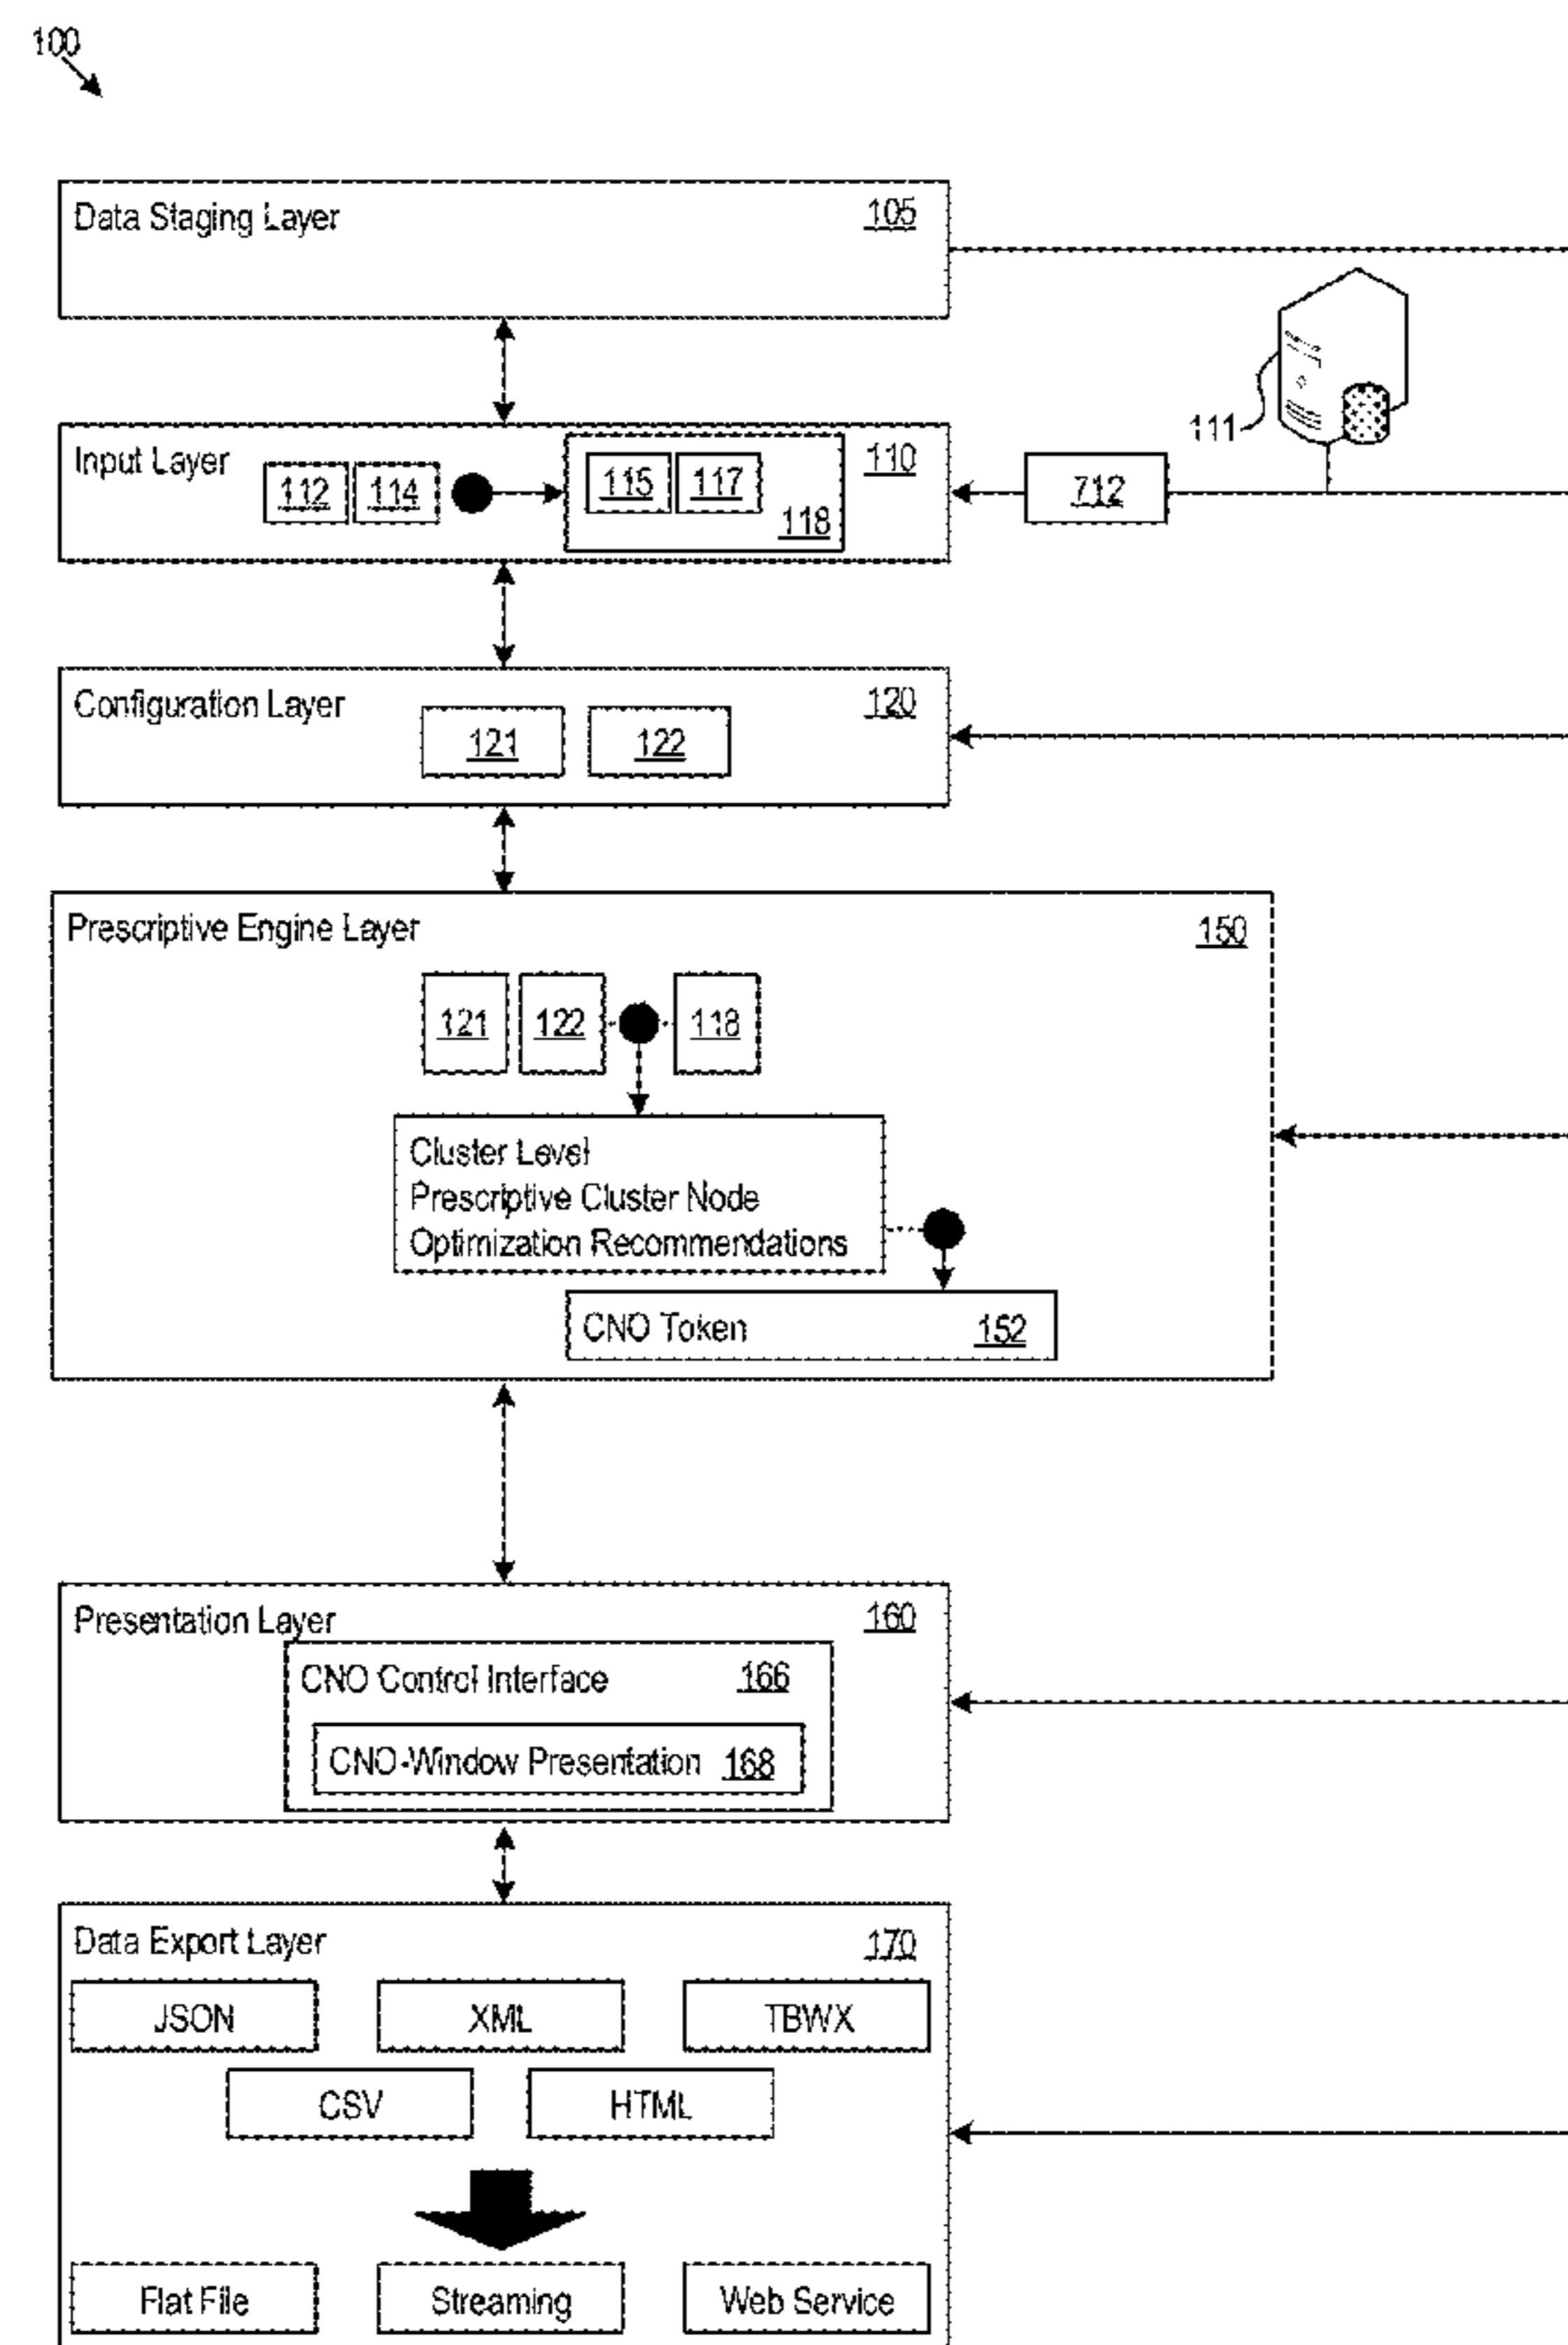 100
Data Staging Layer 105
111
Input Layer 112 114 115 117 118 110 712
Configuration Layer 120
121 122
Prescriptive Engine Layer 150
121 122 118
Cluster Level
Prescriptive Cluster Node
Optimization Recommendations
CNO Token 152
Presentation Layer 160
CNO Control Interface 166
CNO-Window Presentation 168
Data Export Layer 170
JSON XML TBWX
CSV HTML
Flat File Streaming Web Service